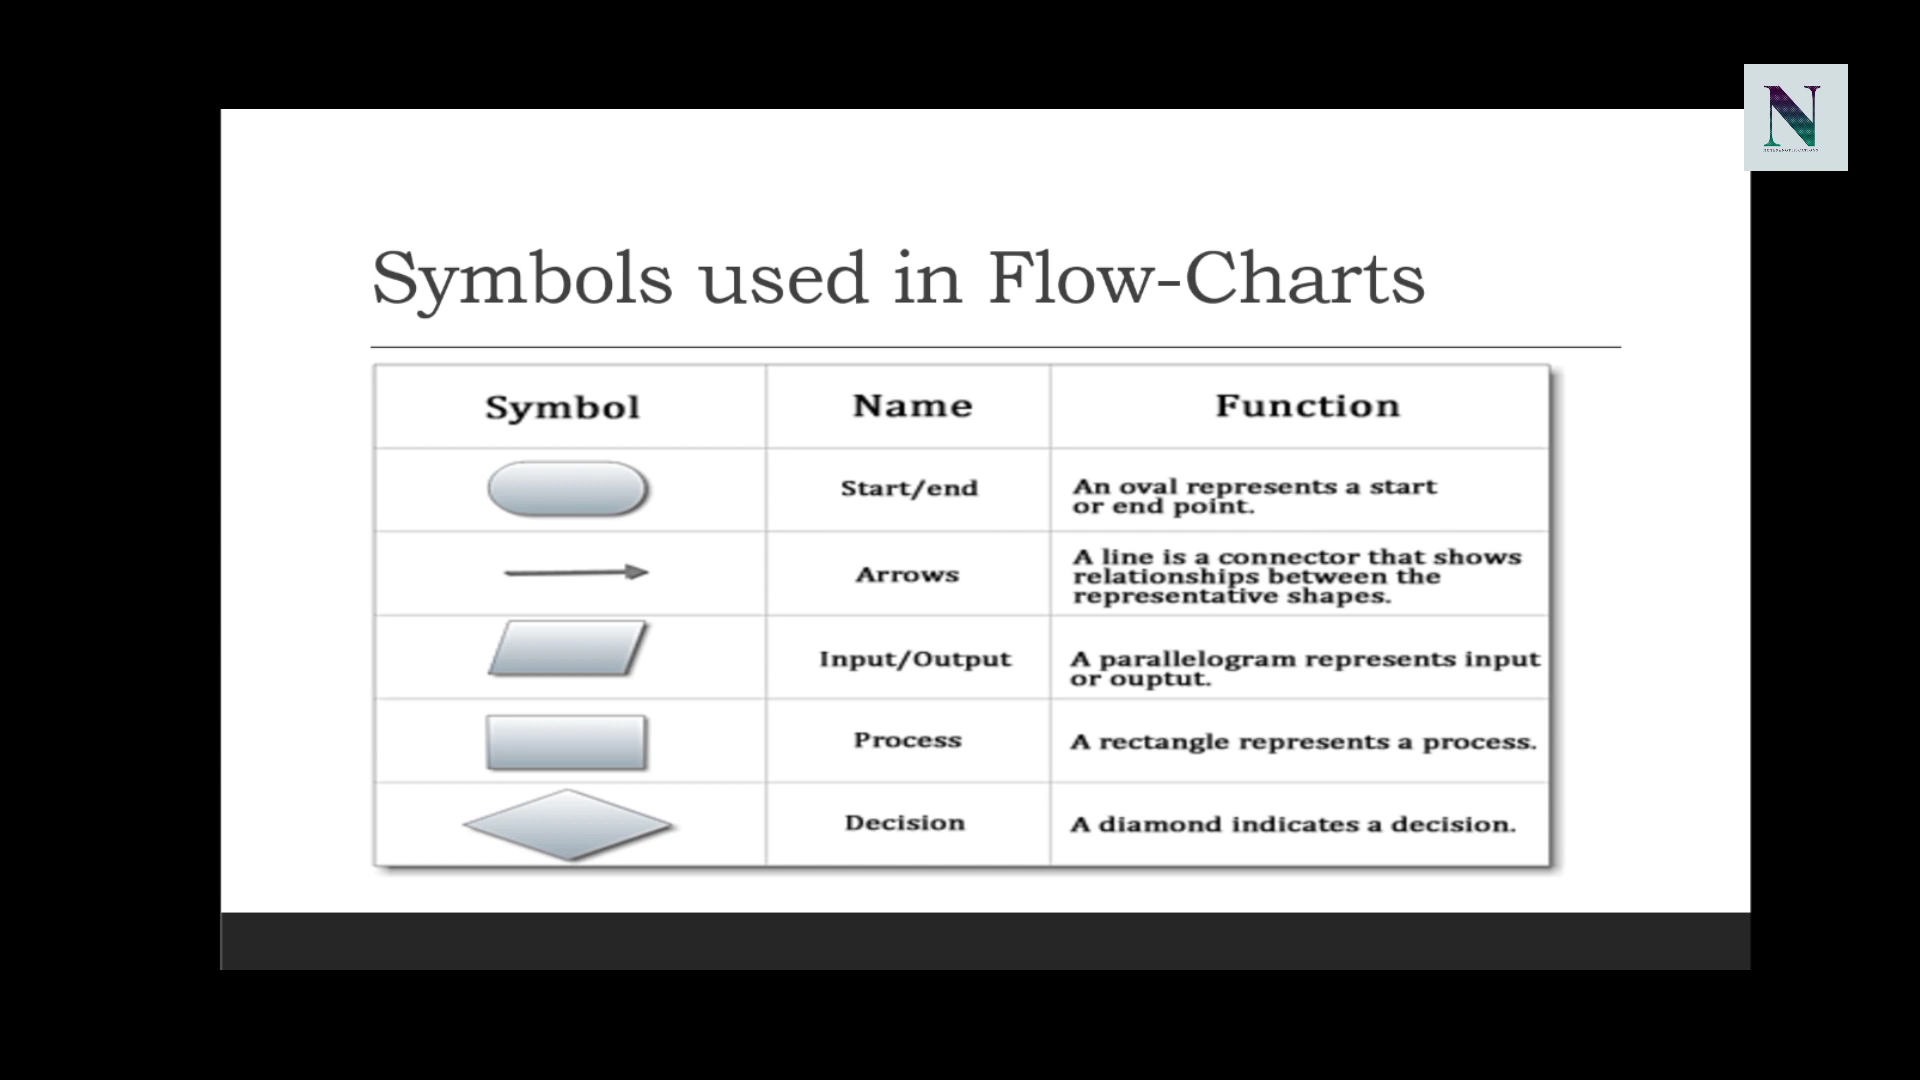 N
Symbols used in Flow-Charts
Symbol Name Function
Start/end
An oval represents a start
or end point.
Arrows
A line is a connector that shows
relationships between the
representative shapes.
Input/Output
A parallelogram represents input
or ouptut.
Process
A rectangle represents a process.
Decision
A diamond indicates a decision.